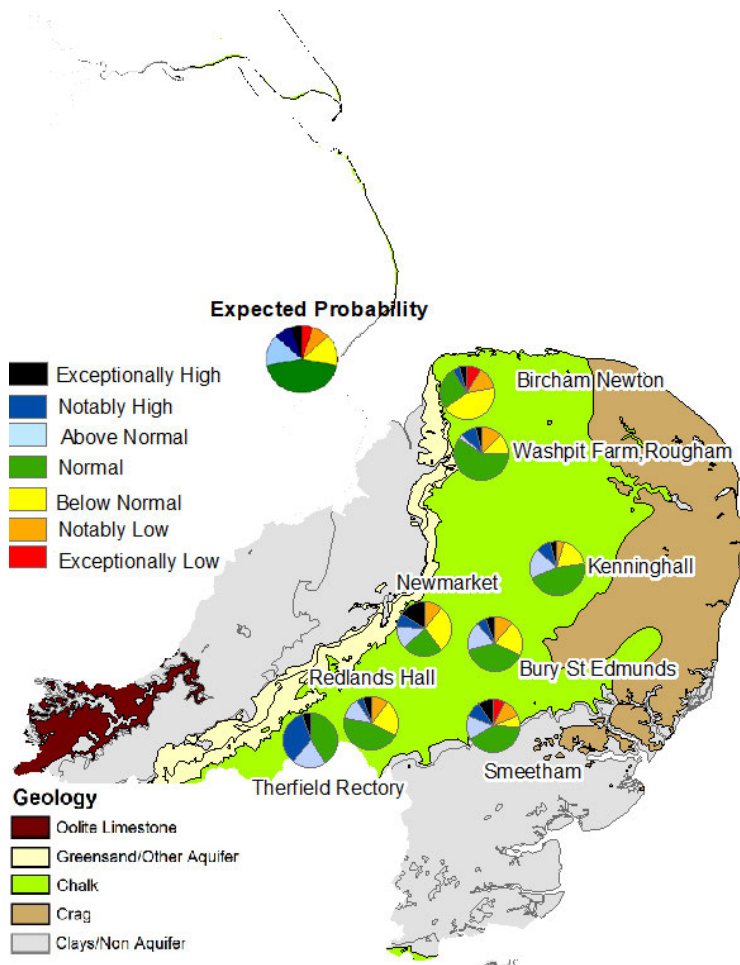 Expected Probability
Exceptionally High
Notably High
Above Normal
Normal
Below Normal
Notably Low
Exceptionally Low
Bircham Newton
Washpit Farm,Rougham
Kenninghall
Newmarket
Bury St Edmunds
Redlands Hall
Smeetham
Therfield Rectory
Geology
Oolite Limestone
Greensand/Other Aquifer
Chalk
Crag
Clays/Non Aquifer